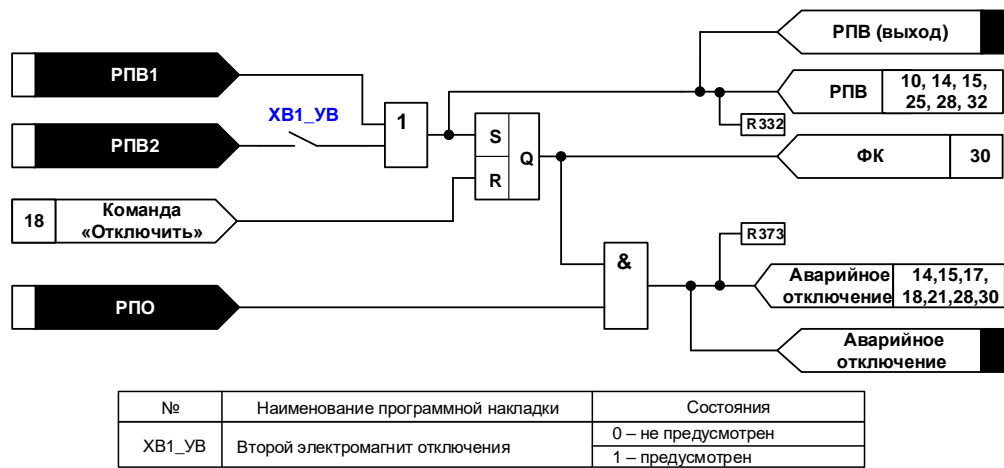 РПВ (выход)
РПВ1
РПВ
10, 14, 15,
25, 28, 32
ХВ1_УВ
1
R332
РПВ2
S
Q
ФК
30
R
18
Команда
«Отключить»
R373
&
Аварийное
отключение
14,15,17,
18,21,28,30
РПО
Аварийное
отключение
№ Наименование программной накладки Состояния
ХВ1_УВ Второй электромагнит отключения 0 – не предусмотрен
1 – предусмотрен